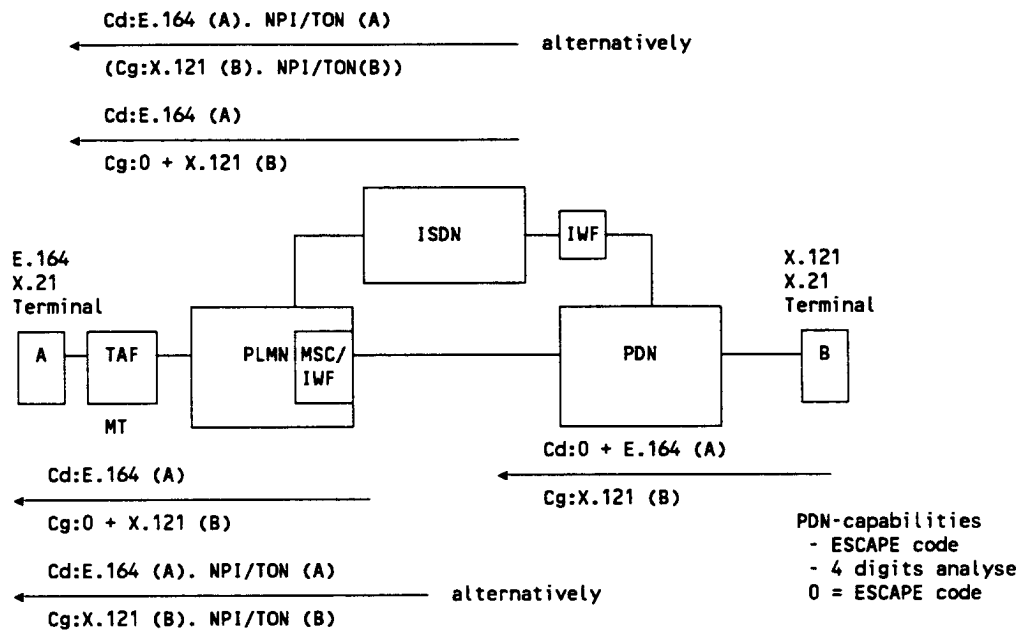 Cd:E.164 (A). NPI/TON (A)
alternatively
(Cg:X.121 (B). NPI/TON(B))
Cd:E.164 (A)
Cg:0 + X.121 (B)
ISDN
IWF
E.164
X.21
Terminal
X.121
X.21
Terminal
A
TAF
PLMN
MSC/
IWF
PDN
B
MT
Cd:0 + E.164 (A)
Cg:X.121 (B)
Cd:E.164 (A)
Cg:0 + X.121 (B)
PDN-capabilities
- ESCAPE code
- 4 digits analyse
0 = ESCAPE code
Cd:E.164 (A). NPI/TON (A)
alternatively
Cg:X.121 (B). NPI/TON (B)